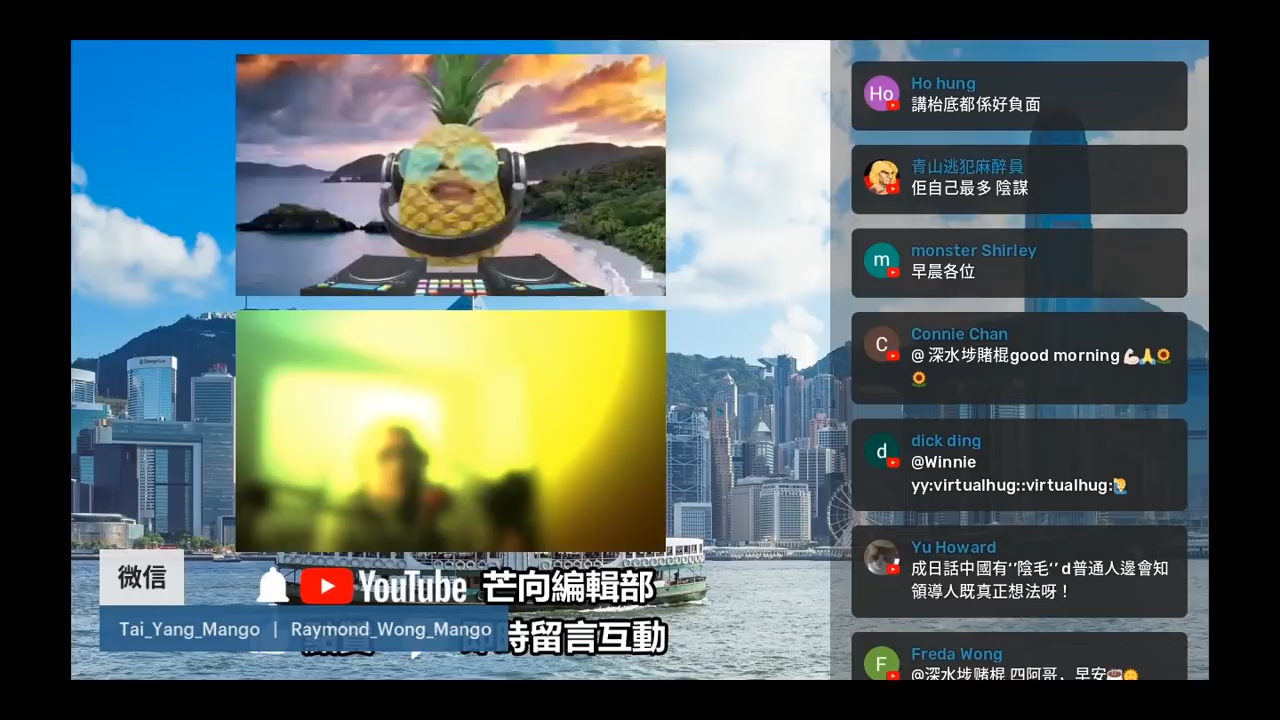 Ho
Ho hung
講枱底都係好負面
青山逃犯麻醉員
佢自己最多 陰謀
m
monster Shirley
早晨各位
C
Connie Chan
@ 深水埗賭棍good morning 💪🏻🙏🌻
🌻
d
dick ding
@Winnie
yy:virtualhug::virtualhug:🙋‍♂️
Yu Howard
成日話中國有‘‘陰毛‘‘ d普通人邊會知
領導人既真正想法呀！
F
Freda Wong
@深水埗赌棍 四阿哥，早安☕🌞
微信
YouTube 芒向編輯部
Tai_Yang_Mango | Raymond_Wong_Mango
時留言互動